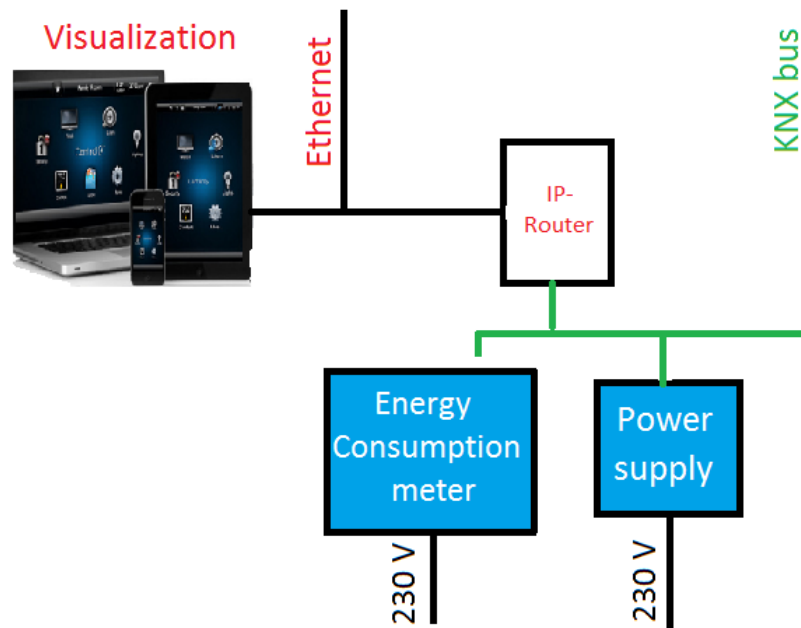 Visualization
Ethernet
KNX bus
IP-
Router
Energy
Consumption
meter
Power
supply
230 V
230 V